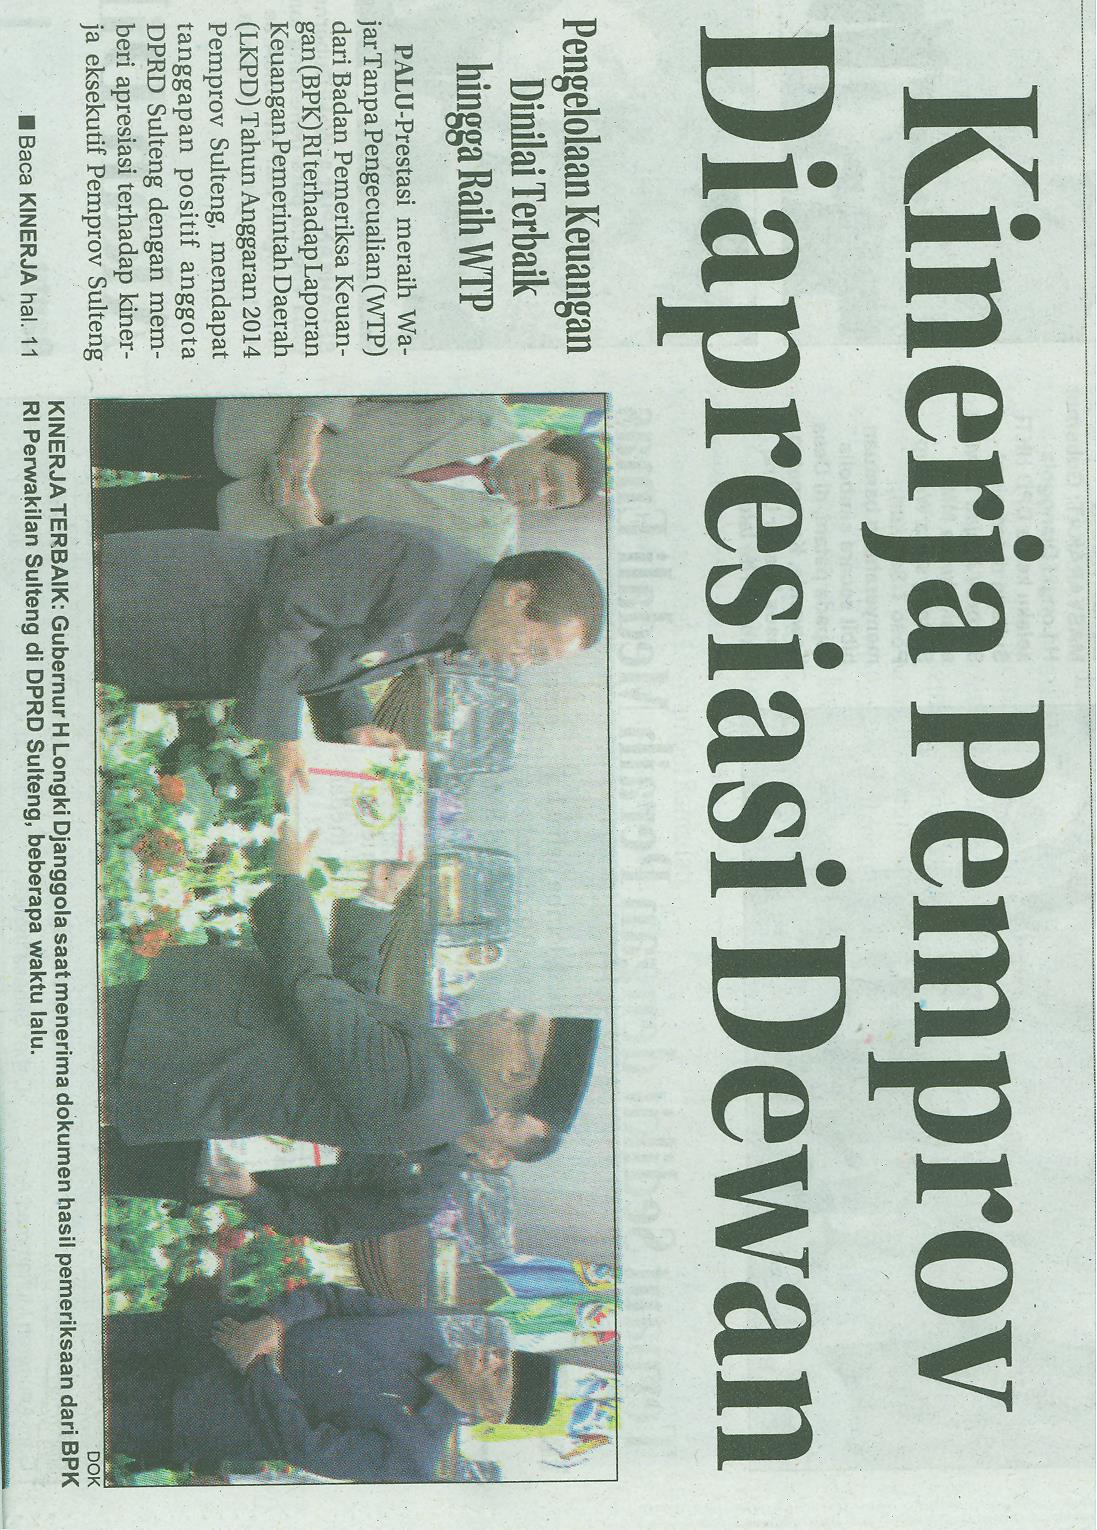 Kinerja Pemprov
Diapresiasi Dewan
Pengelolaan Keuangan
Dinilai Terbaik
hingga Raih WTP
PALU-Prestasi meraih Wa-
jar Tanpa Pengecualian (WTP)
dari Badan Pemeriksa Keuan-
gan (BPK) RI terhadap Laporan
Keuangan Pemerintah Daerah
(LKPD) Tahun Anggaran 2014
Pemprov Sulteng, mendapat
tanggapan positif anggota
DPRD Sulteng dengan mem-
beri apresiasi terhadap kiner-
ja eksekutif Pemprov Sulteng
■ Baca KINERJA hal. 11
DOK
KINERJA TERBAIK: Gubernur H Longki Djanggola saat menerima dokumen hasil pemeriksaan dari BPK
RI Perwakilan Sulteng di DPRD Sulteng, beberapa waktu lalu.